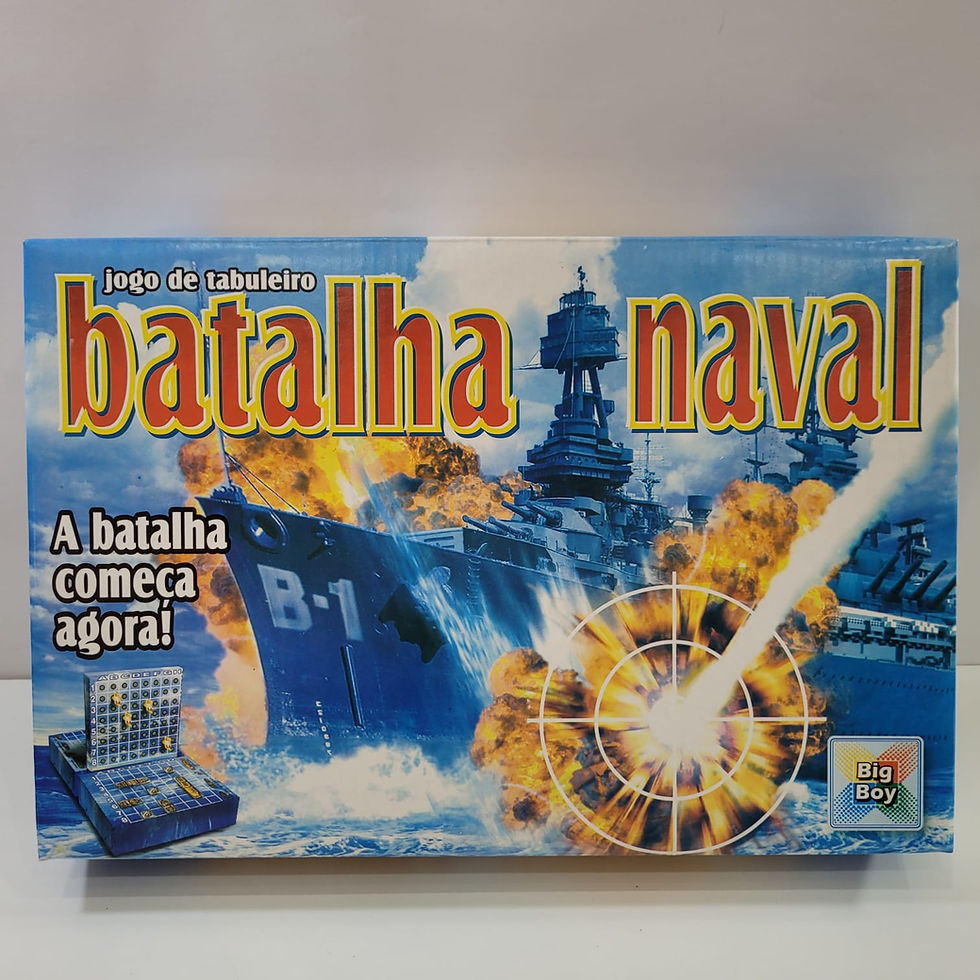 jogo de tabuleiro
batalha naval
A batalha
começa
agora!
B-1
Big
Boy